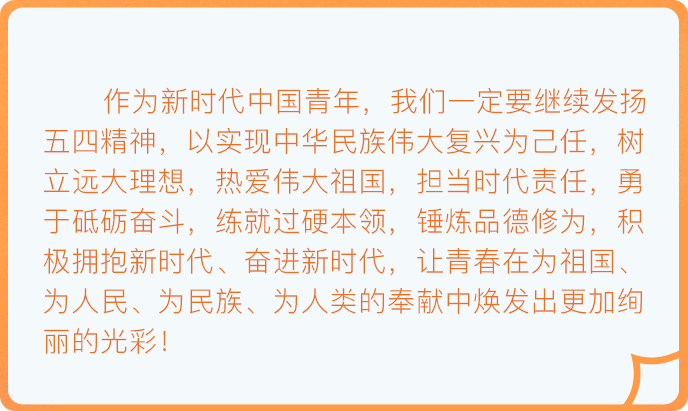 作为新时代中国青年，我们一定要继续发扬
五四精神，以实现中华民族伟大复兴为己任，树
立远大理想，热爱伟大祖国，担当时代责任，勇
于砥砺奋斗，练就过硬本领，锤炼品德修为，积
极拥抱新时代、奋进新时代，让青春在为祖国、
为人民、为民族、为人类的奉献中焕发出更加绚
丽的光彩！